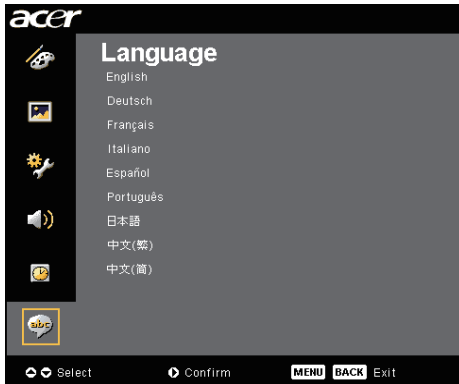 acer
Language
English
Deutsch
Français
Italiano
Español
Português
日本語
中文(繁)
中文(简)
abc
Select Confirm MENU BACK Exit